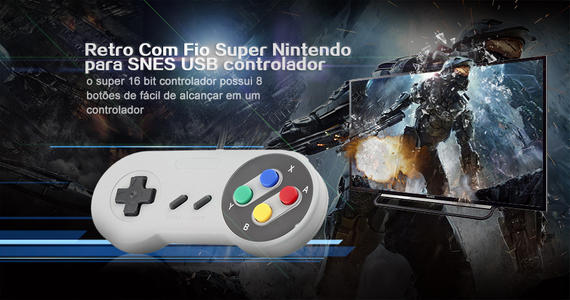 Retro Com Fio Super Nintendo
para SNES USB controlador
o super 16 bit controlador possui 8
botões de fácil de alcançar em um
controlador
X
Y
A
B